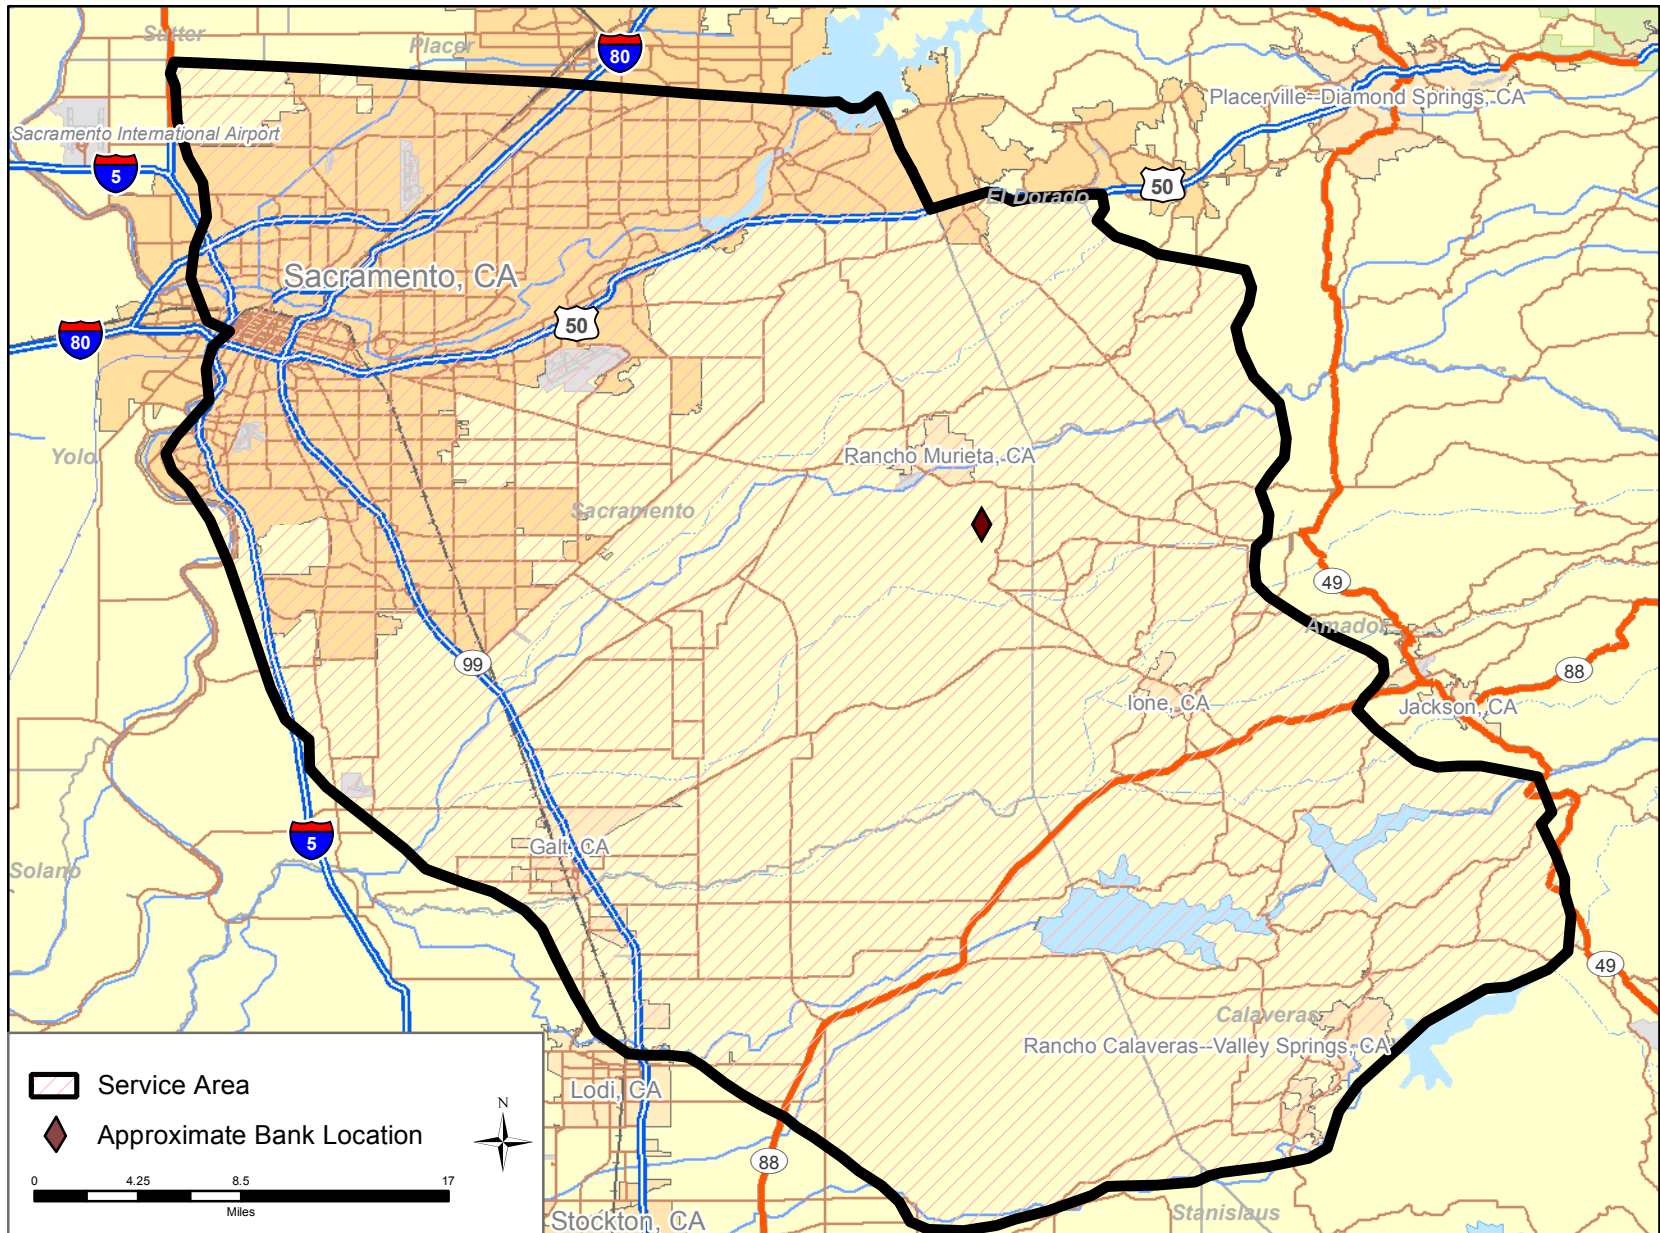 Sutter
Placer
80
Placerville--Diamond Springs, CA
Sacramento International Airport
5
50
El Dorado
Sacramento, CA
50
80
Yolo
Rancho Murieta, CA
Sacramento
49
Amador
99
88
Ione, CA
Jackson, CA
5
Galt, CA
Solano
49
Calaveras
Rancho Calaveras--Valley Springs, CA
Lodi, CA
88
Stockton, CA
Stanislaus
Service Area
N
Approximate Bank Location
0 4.25 8.5 17
Miles